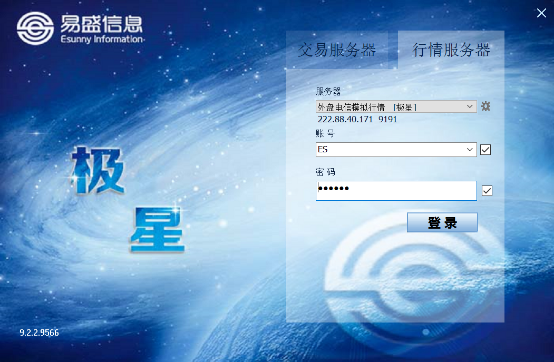 易盛信息
Esunny Information
交易服务器
行情服务器
服务器
外盘电信模拟行情 [极星]
222.88.40.171 9191
账号
ES
密码
••••••
登录
极
星
9.2.2.9566